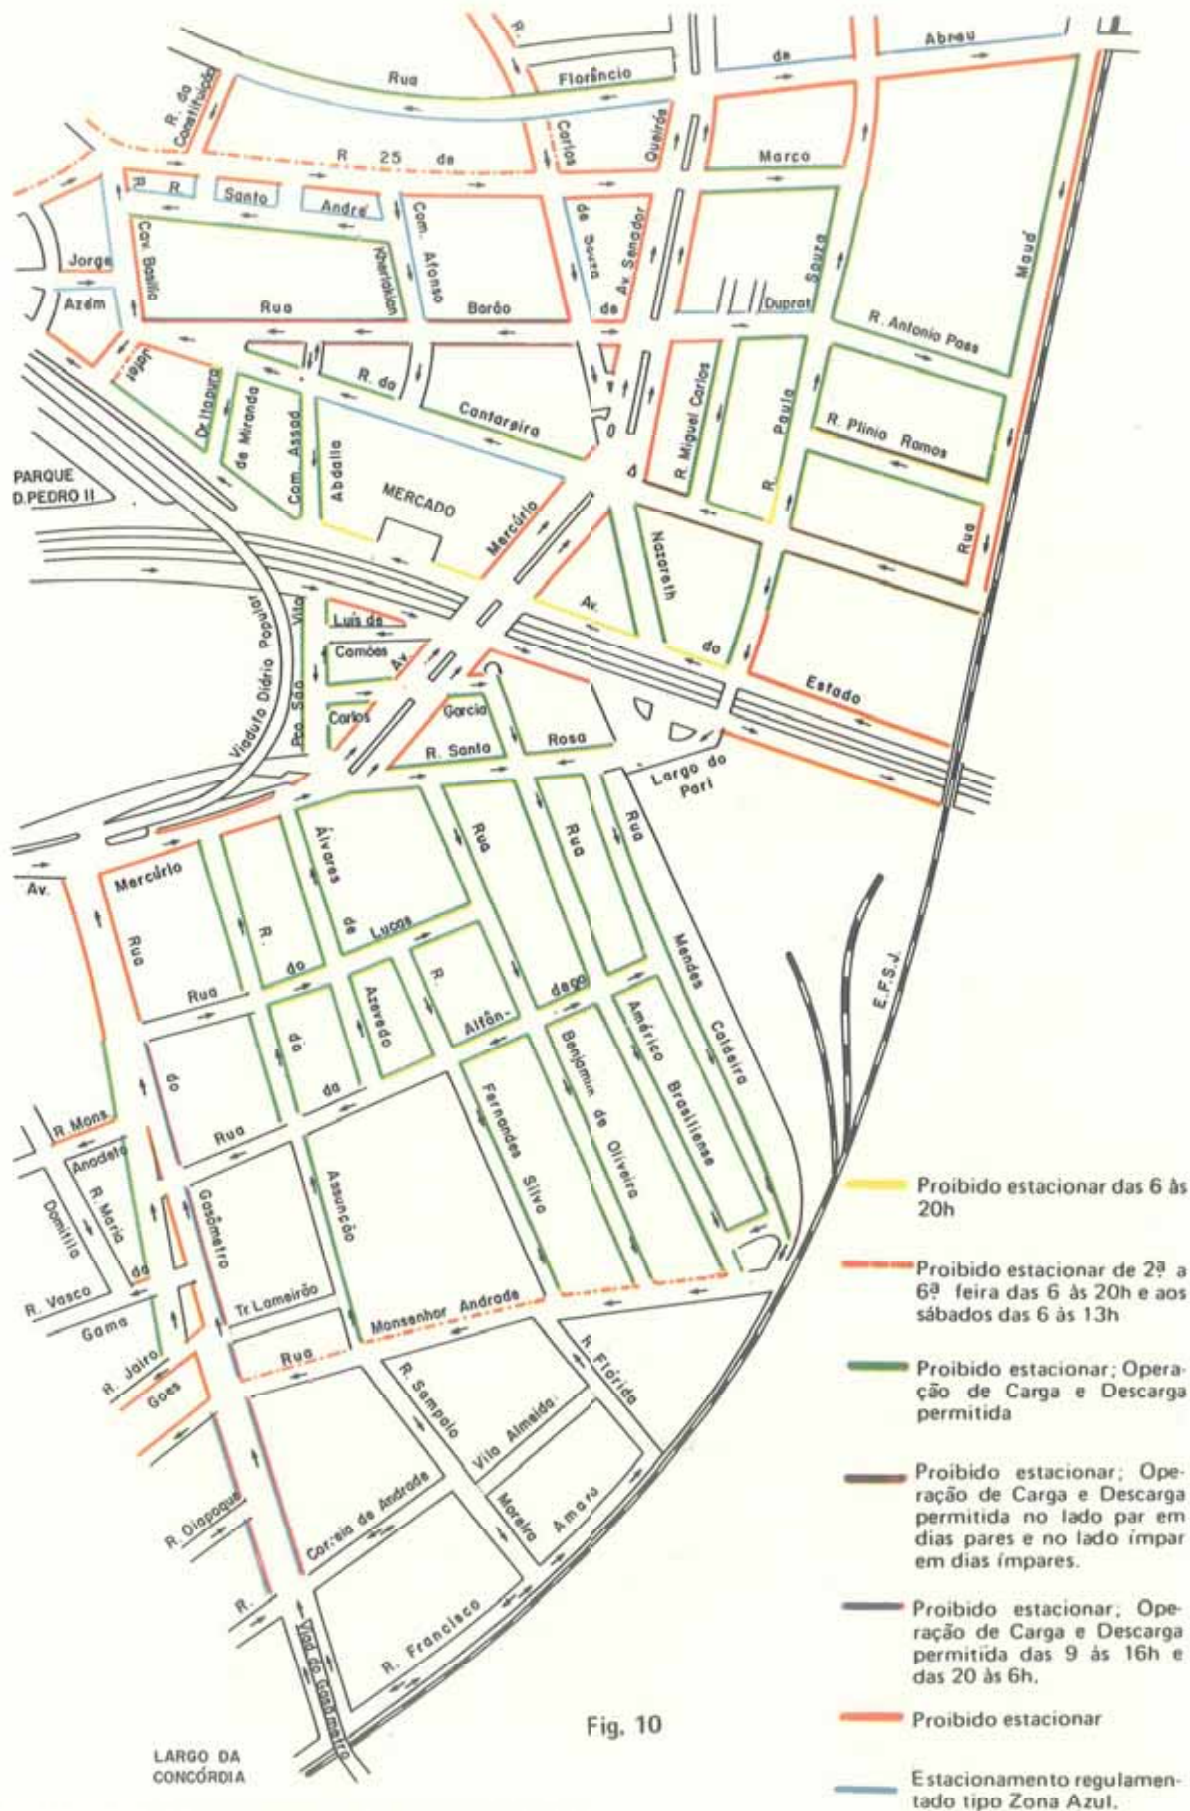 R.
Abreu
de
Rua
Florêncio
R. da
Constituição
Carlos
Queirós
R 25 de
Marco
R.
R.
Santo
André
Com. Afonso
de Souza
Av. Senador
Souza
Mauá
Cav. Basilio
Kherlakian
Jorge
Azem
Rua
Barão
de
Duprat
R. Antonio Paes
Jafet
Dr Itapura
de Miranda
Com. Assad
Abdalla
R. da
Cantareira
R. Miguel Carlos
Paula
R.
R. Plinio Ramos
PARQUE
D. PEDRO II
MERCADO
Mercúrio
Nazareth
Rua
Av.
do
Estado
Viaduto Diário Popular
Pca São Vito
Luis de
Camões
Av.
Carlos
Garcia
R. Santa
Rosa
Largo do
Pari
Av.
Mercúrio
Rua
Álvares
de
Lucas
Rua
Rua
Rua
Rua
R.
do
R.
Azevedo
Alfân-
dega
Mendes
Caldeira
E.F.S.J.
do
da
da
Rua
Américo
Brasiliense
Benjamin de Oliveira
Fernandes
Silva
R. Mons.
Anacleto
R. Maria
Domitila
Gasômetro
Assunção
da
R. Vasco
Gama
Tr Lameirão
Monsenhor Andrade
Rua
R. Jairo
Goes
R. Sampaio
R. Flórida
Vila Almeida
Moreira
Amara
R. Oiapoque
Correia de Andrade
R.
R. Francisco
Viad. do Gasômetro
LARGO DA
CONCÓRDIA
Fig. 10
Proibido estacionar das 6 às
20h
Proibido estacionar de 2ª a
6ª feira das 6 às 20h e aos
sábados das 6 às 13h
Proibido estacionar; Opera-
ção de Carga e Descarga
permitida
Proibido estacionar; Ope-
ração de Carga e Descarga
permitida no lado par em
dias pares e no lado ímpar
em dias ímpares.
Proibido estacionar; Ope-
ração de Carga e Descarga
permitida das 9 às 16h e
das 20 às 6h.
Proibido estacionar
Estacionamento regulamen-
tado tipo Zona Azul.